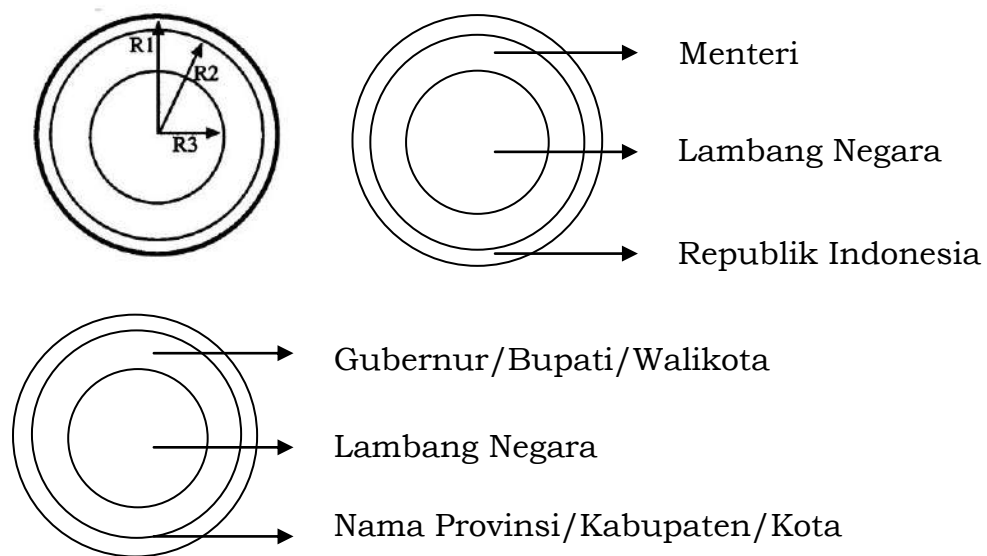 R1
R2
R3
Menteri
Lambang Negara
Republik Indonesia
Gubernur/Bupati/Walikota
Lambang Negara
Nama Provinsi/Kabupaten/Kota